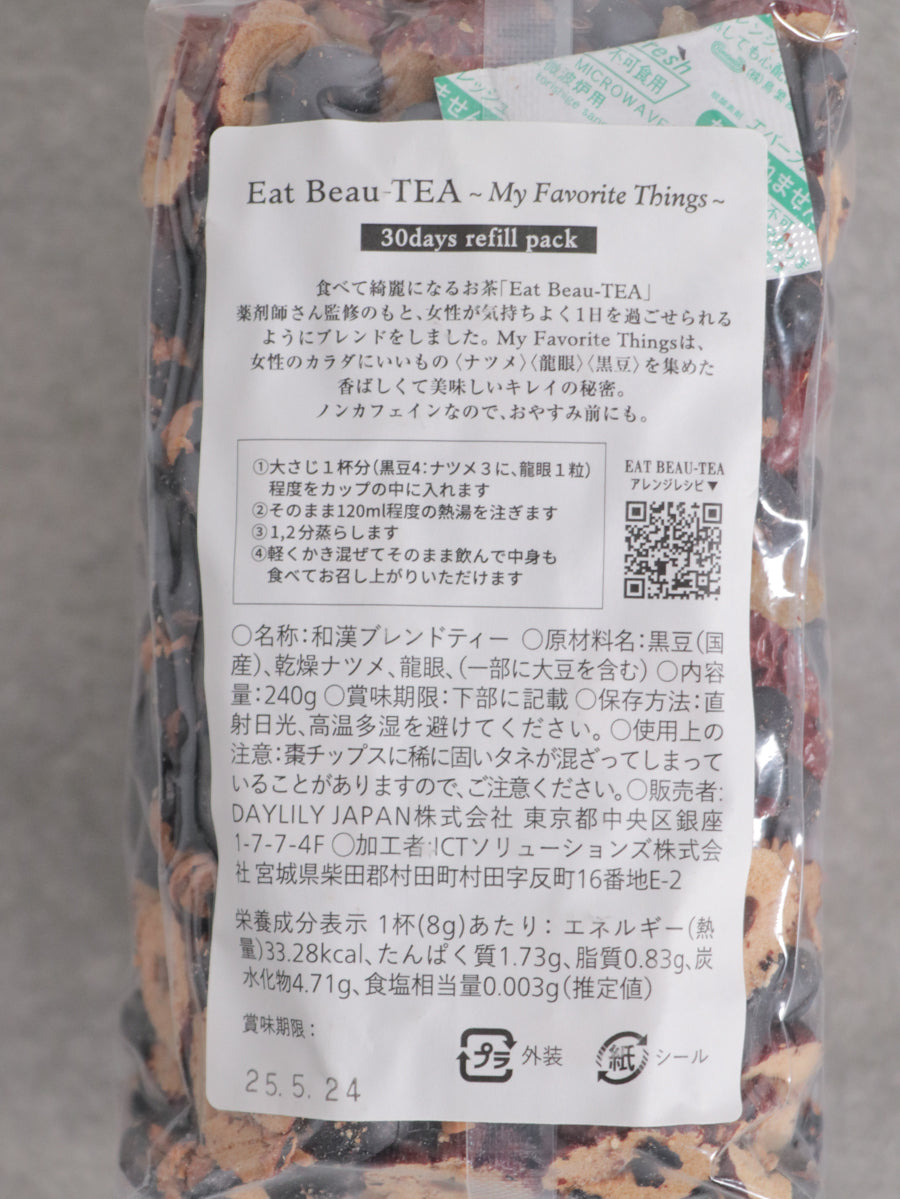 Fresh
不可食用
MICROWAVE
微波炉用
torishige san
レッシュ
ません
Eat Beau-TEA ~ My Favorite Things ~
30days refill pack
食べて綺麗になるお茶「Eat Beau-TEA」
薬剤師さん監修のもと、女性が気持ちよく1日を過ごせられる
ようにブレンドをしました。My Favorite Thingsは、
女性のカラダにいいもの〈ナツメ〉〈龍眼〉〈黒豆〉を集めた
香ばしくて美味しいキレイの秘密。
ノンカフェインなので、おやすみ前にも。
①大さじ1杯分(黒豆4:ナツメ3に、龍眼1粒)
程度をカップの中に入れます
②そのまま120ml程度の熱湯を注ぎます
③1,2分蒸らします
④軽くかき混ぜてそのまま飲んで中身も
食べてお召し上がりいただけます
EAT BEAU-TEA
アレンジレシピ▼
○名称:和漢ブレンドティー ○原材料名:黒豆(国
産)、乾燥ナツメ、龍眼、(一部に大豆を含む) ○内容
量:240g ○賞味期限:下部に記載 ○保存方法:直
射日光、高温多湿を避けてください。○使用上の
注意:棗チップスに稀に固いタネが混ざってしまって
いることがありますので、ご注意ください。○販売者:
DAYLILY JAPAN株式会社 東京都中央区銀座
1-7-7-4F ○加工者:ICTソリューションズ株式会
社 宮城県柴田郡村田町村田字反町16番地E-2
栄養成分表示 1杯(8g)あたり: エネルギー(熱
量)33.28kcal、たんぱく質1.73g、脂質0.83g、炭
水化物4.71g、食塩相当量0.003g(推定値)
賞味期限:
25.5.24
プラ 外装
紙 シール